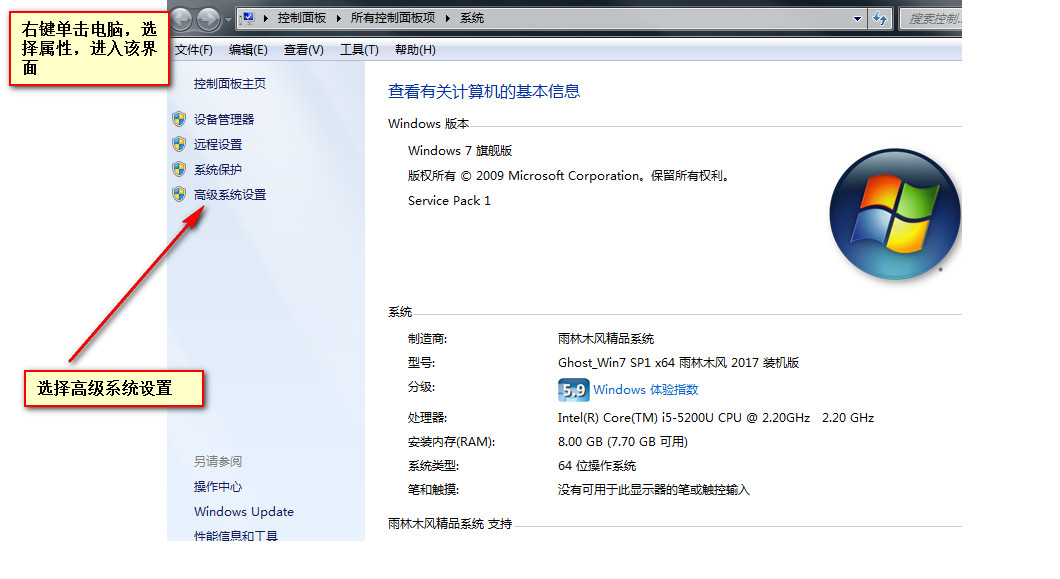 右键单击电脑，选
择属性，进入该界
面
控制面板 所有控制面板项 系统
搜索控制...
文件(F) 编辑(E) 查看(V) 工具(T) 帮助(H)
控制面板主页
设备管理器
远程设置
系统保护
高级系统设置
选择高级系统设置
另请参阅
操作中心
Windows Update
性能信息和工具
查看有关计算机的基本信息
Windows 版本
Windows 7 旗舰版
版权所有 © 2009 Microsoft Corporation。保留所有权利。
Service Pack 1
系统
制造商: 雨林木风精品系统
型号: Ghost_Win7 SP1 x64 雨林木风 2017 装机版
分级: 5.9 Windows 体验指数
处理器: Intel(R) Core(TM) i5-5200U CPU @ 2.20GHz 2.20 GHz
安装内存(RAM): 8.00 GB (7.70 GB 可用)
系统类型: 64 位操作系统
笔和触摸: 没有可用于此显示器的笔或触控输入
雨林木风精品系统 支持